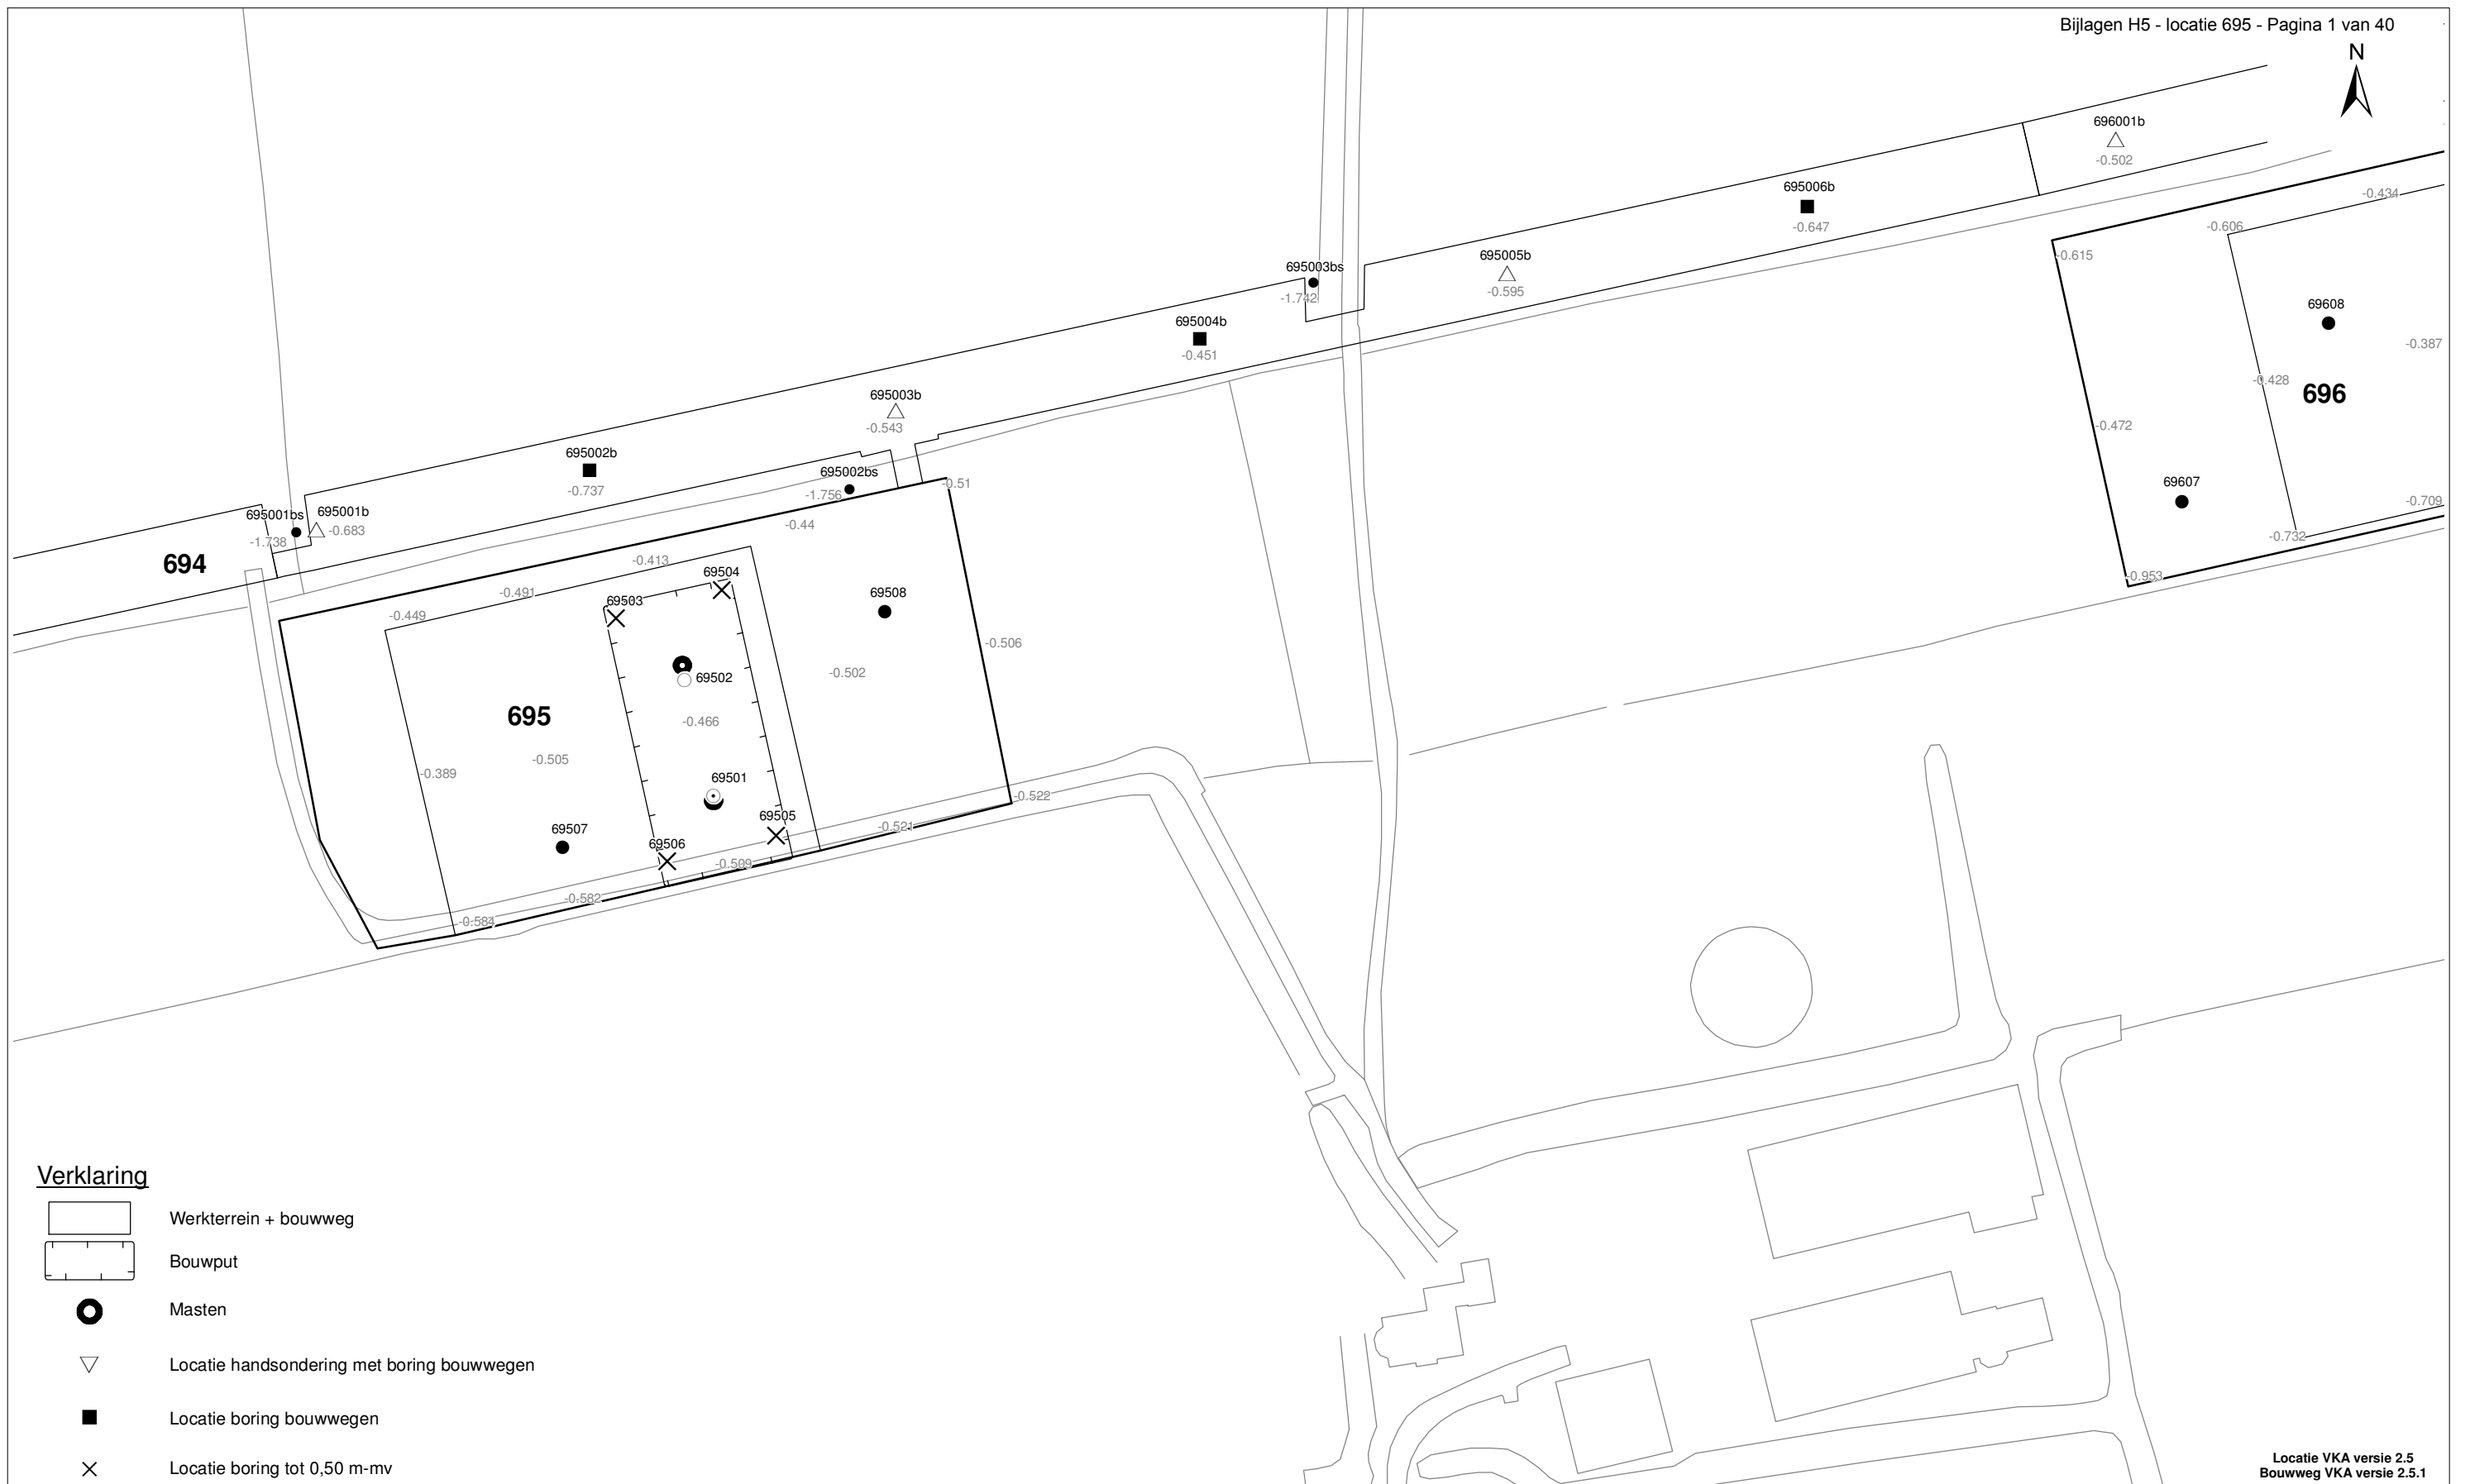 Bijlagen H5 - locatie 695 - Pagina 1 van 40
N
696001b
-0.502
695006b
-0.647
-0.434
-0.606
-0.615
695005b
-0.595
695003bs
-1.742
69608
-0.387
695004b
-0.451
-0.428
696
695003b
-0.543
-0.472
695002b
-0.737
695002bs
-1.756
-0.51
69607
-0.709
-0.732
695001bs
695001b
-0.683
-1.738
694
-0.44
-0.413
-0.953
69504
-0.491
69503
-0.449
69508
-0.506
-0.502
69502
695
-0.466
-0.505
-0.389
69501
-0.522
69505
-0.521
69507
69506
-0.509
-0.582
-0.584
Verklaring
Werkterrein + bouwweg
Bouwput
Masten
Locatie handsondering met boring bouwwegen
Locatie boring bouwwegen
Locatie boring tot 0,50 m-mv
Locatie VKA versie 2.5
Bouwweg VKA versie 2.5.1